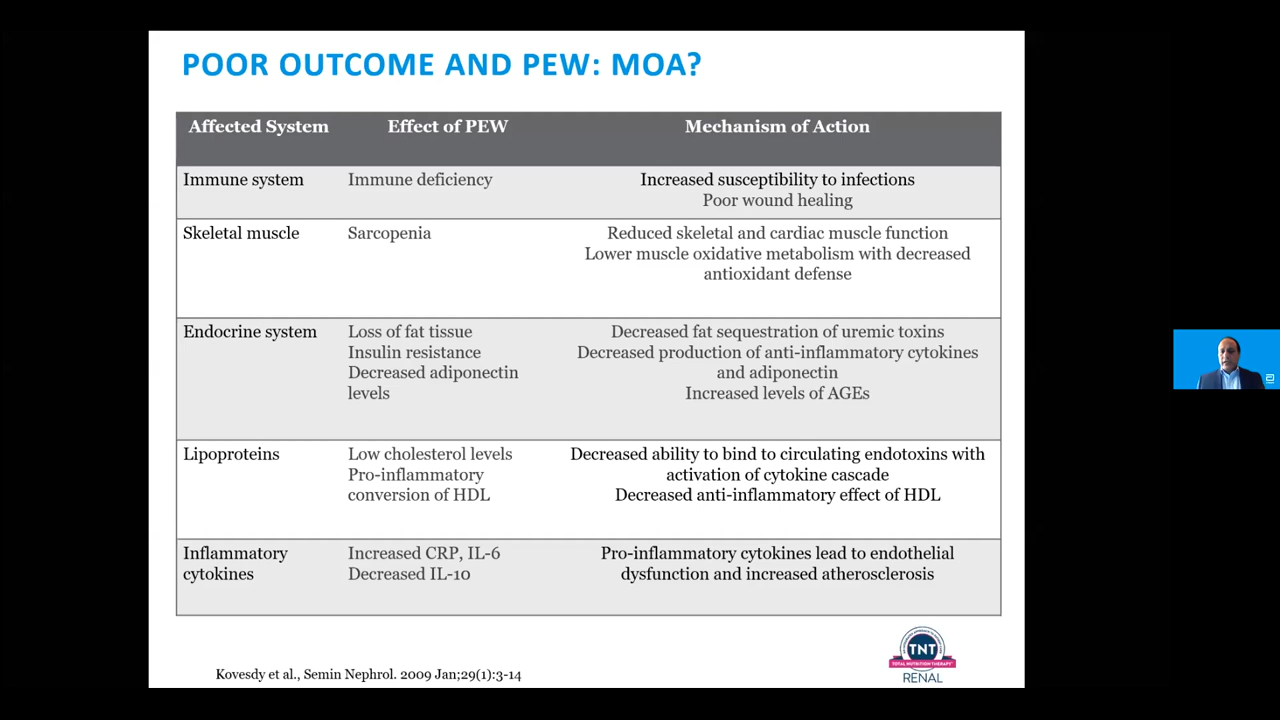 POOR OUTCOME AND PEW: MOA?
Affected System Effect of PEW Mechanism of Action
Immune system Immune deficiency Increased susceptibility to infections
Poor wound healing
Skeletal muscle Sarcopenia Reduced skeletal and cardiac muscle function
Lower muscle oxidative metabolism with decreased
antioxidant defense
Endocrine system Loss of fat tissue Decreased fat sequestration of uremic toxins
Insulin resistance Decreased production of anti-inflammatory cytokines
Decreased adiponectin and adiponectin
levels Increased levels of AGEs
Lipoproteins Low cholesterol levels Decreased ability to bind to circulating endotoxins with
Pro-inflammatory activation of cytokine cascade
conversion of HDL Decreased anti-inflammatory effect of HDL
Inflammatory Increased CRP, IL-6 Pro-inflammatory cytokines lead to endothelial
cytokines Decreased IL-10 dysfunction and increased atherosclerosis
Kovesdy et al., Semin Nephrol. 2009 Jan;29(1):3-14
TNT
TOTAL NUTRITION THERAPY
RENAL